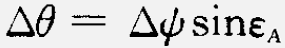 Δθ = Δψ sinε_A